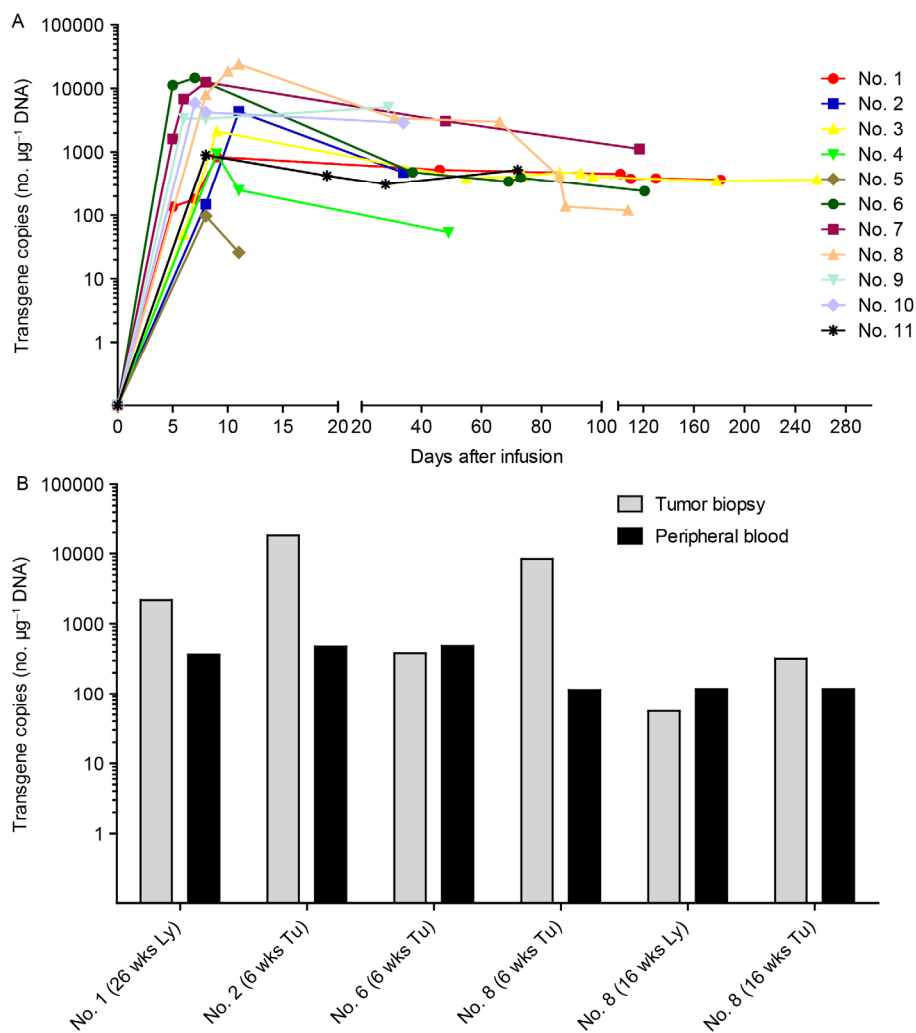 A
Transgene copies (no. µg⁻¹ DNA)
100000
10000
1000
100
10
1
0 5 10 15 20 20 40 60 80 100 120 160 200 240 280
Days after infusion
No. 1
No. 2
No. 3
No. 4
No. 5
No. 6
No. 7
No. 8
No. 9
No. 10
No. 11
B
Transgene copies (no. µg⁻¹ DNA)
100000
10000
1000
100
10
1
Tumor biopsy
Peripheral blood
No. 1 (26 wks Ly)
No. 2 (6 wks Tu)
No. 6 (6 wks Tu)
No. 8 (6 wks Tu)
No. 8 (16 wks Ly)
No. 8 (16 wks Tu)